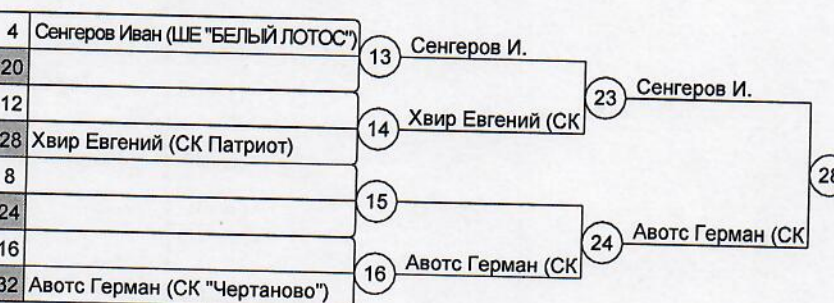 4 Сенгеров Иван (ШЕ "БЕЛЫЙ ЛОТОС")
13 Сенгеров И.
20
23 Сенгеров И.
12
14 Хвир Евгений (СК
28 Хвир Евгений (СК Патриот)
28
8
15
24
24 Авотс Герман (СК
16
16 Авотс Герман (СК
32 Авотс Герман (СК "Чертаново")